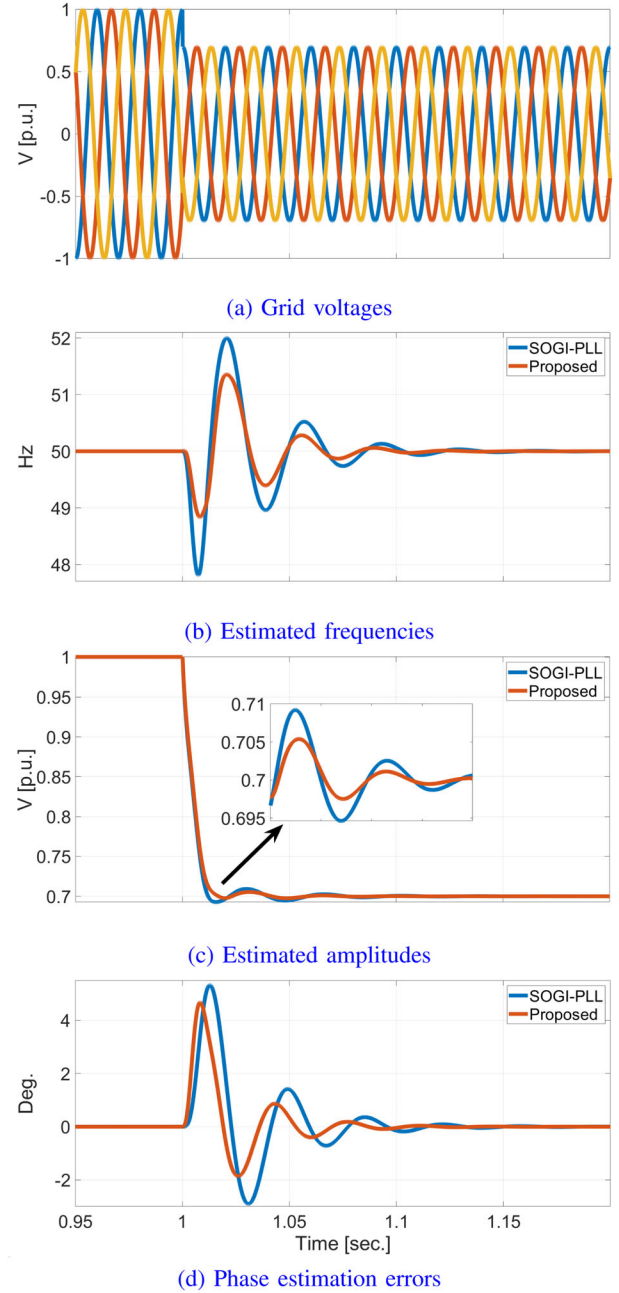 1
0.5
0
-0.5
-1
V [p.u.]
(a) Grid voltages
52
51
50
49
48
Hz
SOGI-PLL
Proposed
(b) Estimated frequencies
1
0.95
0.9
0.85
0.8
0.75
0.7
V [p.u.]
SOGI-PLL
Proposed
0.71
0.705
0.7
0.695
(c) Estimated amplitudes
4
2
0
-2
Deg.
SOGI-PLL
Proposed
0.95
1
1.05
1.1
1.15
Time [sec.]
(d) Phase estimation errors